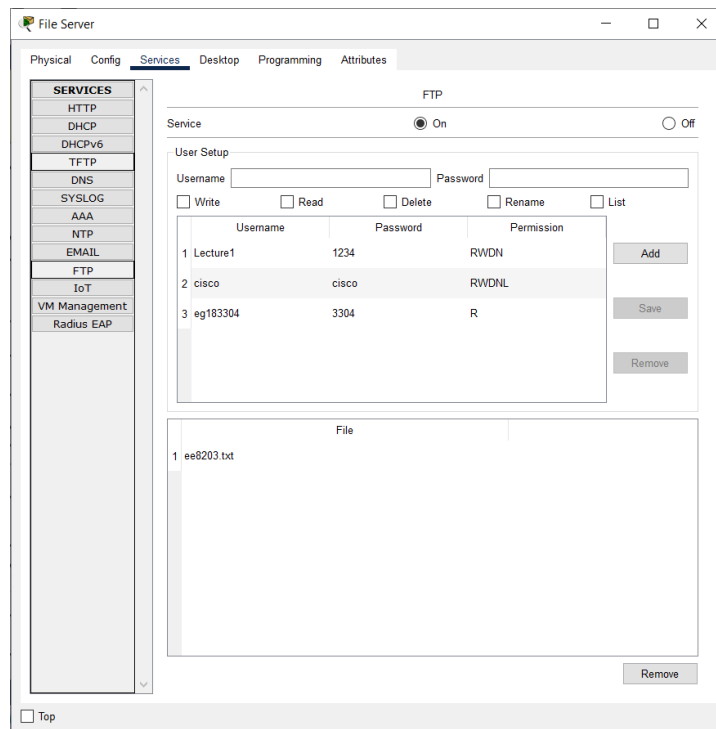 File Server
Physical Config Services Desktop Programming Attributes
SERVICES
HTTP
DHCP
DHCPv6
TFTP
DNS
SYSLOG
AAA
NTP
EMAIL
FTP
IoT
VM Management
Radius EAP
FTP
Service On Off
User Setup
Username Password
Write Read Delete Rename List
Username Password Permission
1 Lecture1 1234 RWDN
2 cisco cisco RWDNL
3 eg183304 3304 R
Add
Save
Remove
File
1 ee8203.txt
Remove
Top